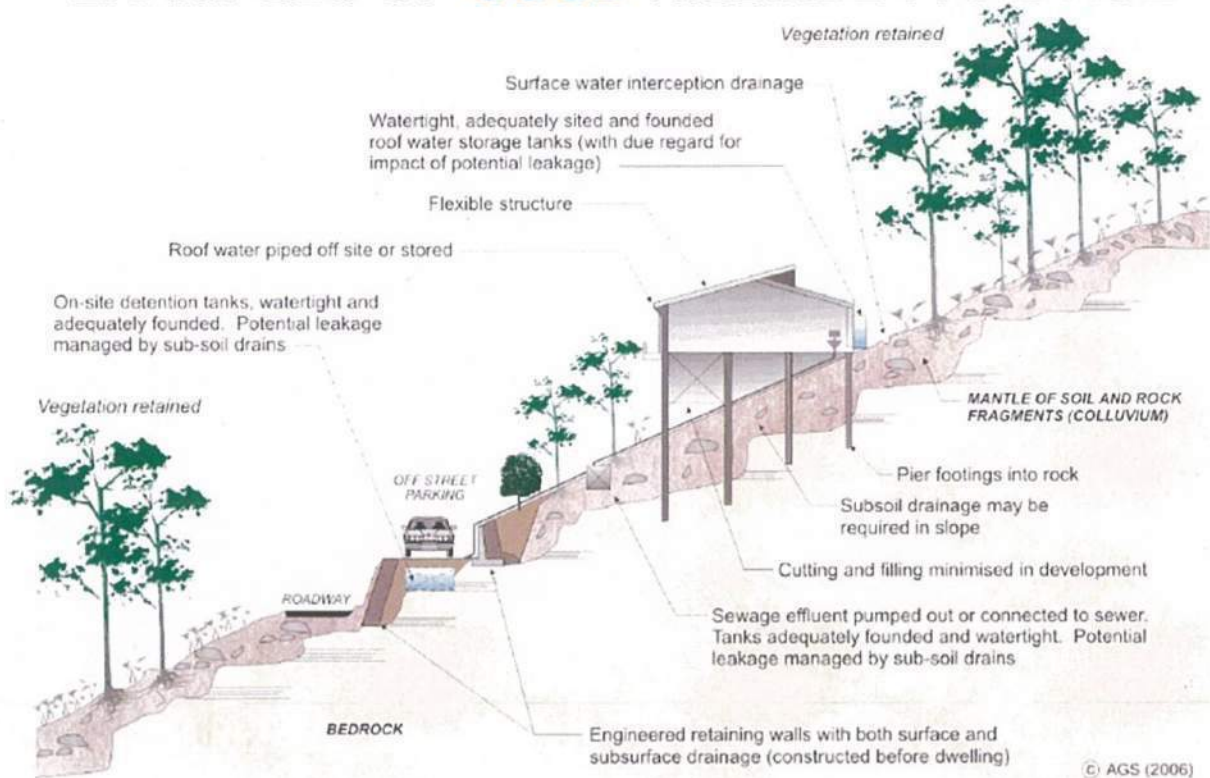 Vegetation retained
Surface water interception drainage
Watertight, adequately sited and founded
roof water storage tanks (with due regard for
impact of potential leakage)
Flexible structure
Roof water piped off site or stored
On-site detention tanks, watertight and
adequately founded. Potential leakage
managed by sub-soil drains
Vegetation retained
MANTLE OF SOIL AND ROCK
FRAGMENTS (COLLUVIUM)
OFF STREET
PARKING
Pier footings into rock
Subsoil drainage may be
required in slope
Cutting and filling minimised in development
ROADWAY
Sewage effluent pumped out or connected to sewer.
Tanks adequately founded and watertight. Potential
leakage managed by sub-soil drains
BEDROCK
Engineered retaining walls with both surface and
subsurface drainage (constructed before dwelling)
© AGS (2006)